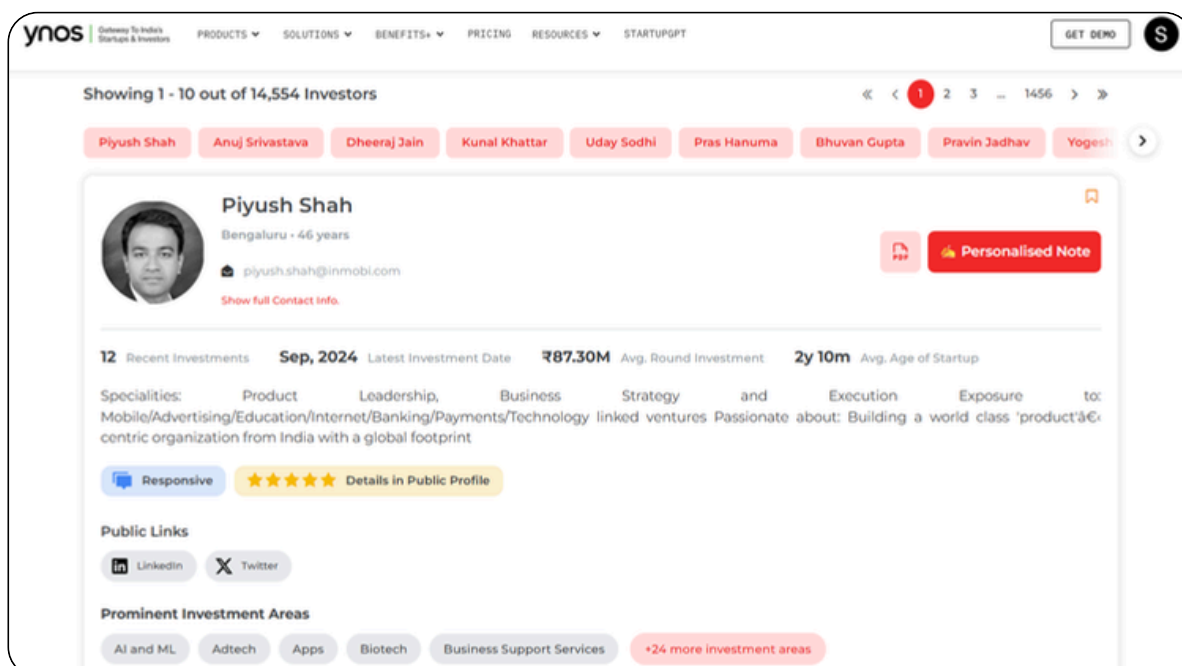 ynos Gateway To India's
Startups & Investors
PRODUCTS SOLUTIONS BENEFITS+ PRICING RESOURCES STARTUPGPT GET DEMO S
Showing 1 - 10 out of 14,554 Investors « < 1 2 3 ... 1456 > »
Piyush Shah Anuj Srivastava Dheeraj Jain Kunal Khattar Uday Sodhi Pras Hanuma Bhuvan Gupta Pravin Jadhav Yogesh >
Piyush Shah
Bengaluru • 46 years
piyush.shah@inmobi.com
Show full Contact Info.
PDF
✍ Personalised Note
12 Recent Investments Sep, 2024 Latest Investment Date ₹87.30M Avg. Round Investment 2y 10m Avg. Age of Startup
Specialities: Product Leadership, Business Strategy and Execution Exposure to:
Mobile/Advertising/Education/Internet/Banking/Payments/Technology linked ventures Passionate about: Building a world class 'product'â€‹
centric organization from India with a global footprint
Responsive ★★★★★ Details in Public Profile
Public Links
in LinkedIn X Twitter
Prominent Investment Areas
AI and ML Adtech Apps Biotech Business Support Services +24 more investment areas